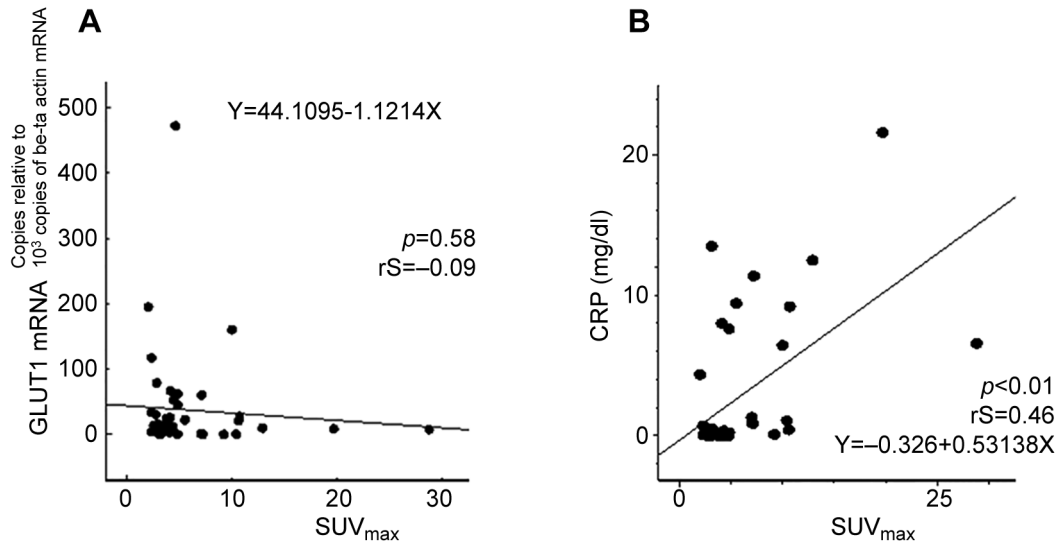 A
Copies relative to
10³ copies of be-ta actin mRNA
GLUT1 mRNA
500
400
300
200
100
0
Y=44.1095-1.1214X
p=0.58
rS=–0.09
0 10 20 30
SUVmax
B
CRP (mg/dl)
20
10
0
p<0.01
rS=0.46
Y=–0.326+0.53138X
0 25
SUVmax